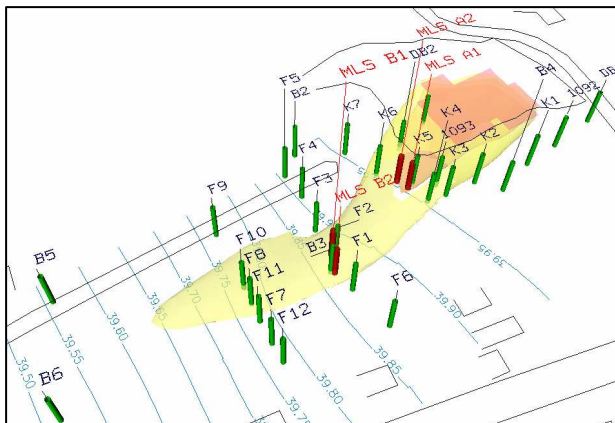 MLS A2
DB2
MLS B1
MLS A1
F5
B2
B4
K7
K6
K4
K1
1092
K5
1093
K2
K3
F4
F3
MLS B2
F9
F2
F10
F8
B3
F1
F11
F7
F6
F12
B5
B6
39.95
39.90
39.85
39.80
39.75
39.70
39.65
39.60
39.55
39.50
39.75